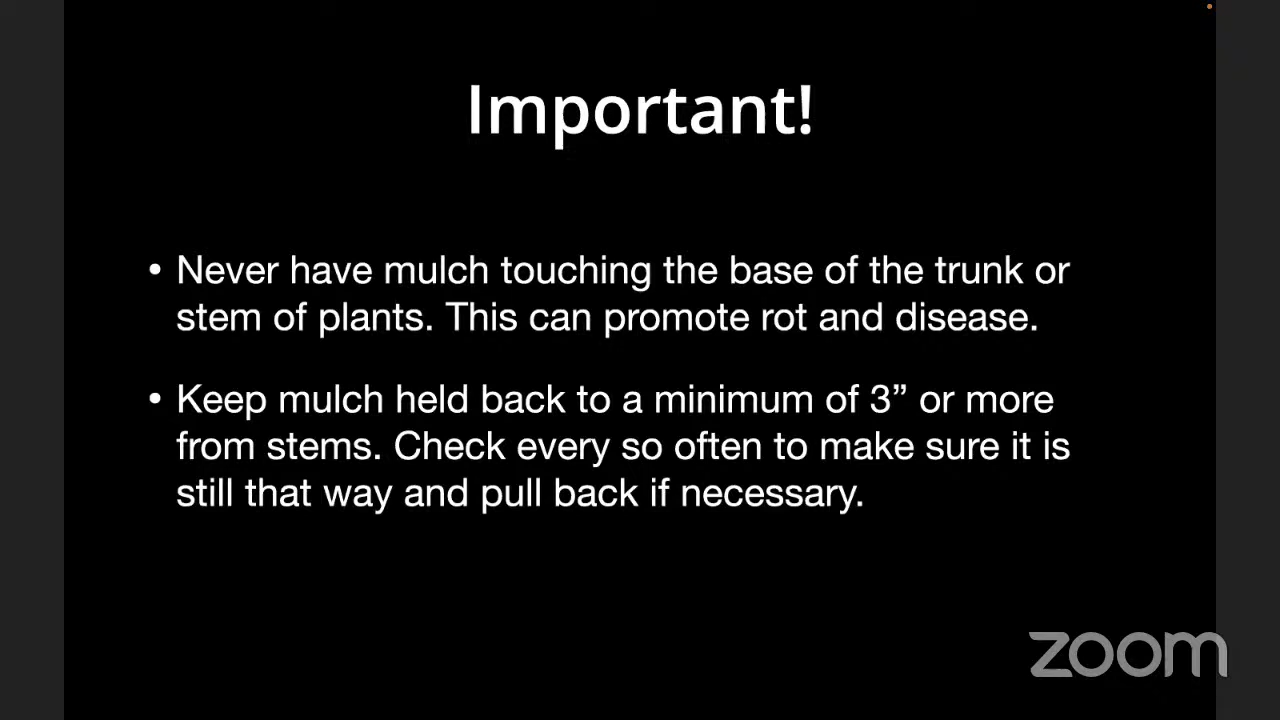 Important!
• Never have mulch touching the base of the trunk or
stem of plants. This can promote rot and disease.
• Keep mulch held back to a minimum of 3” or more
from stems. Check every so often to make sure it is
still that way and pull back if necessary.
zoom